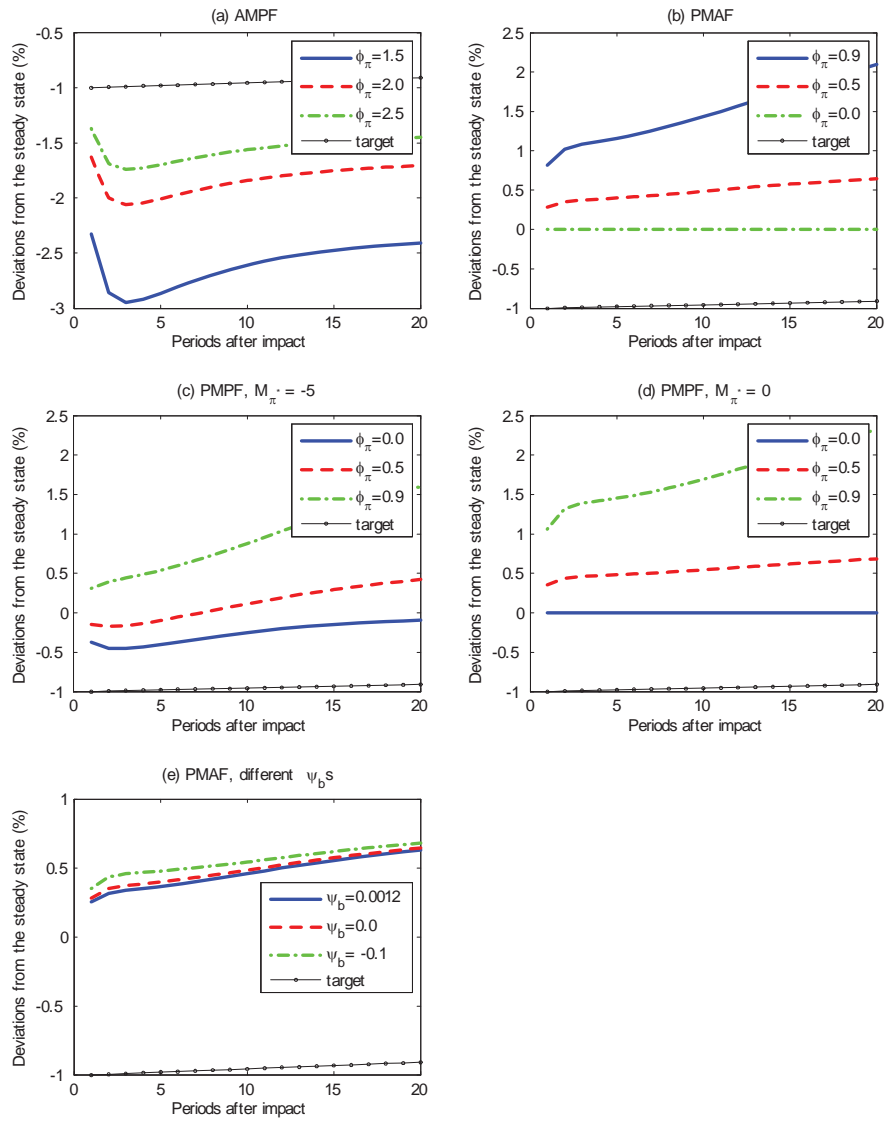 (a) AMPF
Deviations from the steady state (%)
-0.5
-1
-1.5
-2
-2.5
-3
0
5
10
15
20
Periods after impact
ϕπ=1.5
ϕπ=2.0
ϕπ=2.5
target
(b) PMAF
Deviations from the steady state (%)
2.5
2
1.5
1
0.5
0
-0.5
-1
0
5
10
15
20
Periods after impact
ϕπ=0.9
ϕπ=0.5
ϕπ=0.0
target
(c) PMPF, Mπ* = -5
Deviations from the steady state (%)
2.5
2
1.5
1
0.5
0
-0.5
-1
0
5
10
15
20
Periods after impact
ϕπ=0.0
ϕπ=0.5
ϕπ=0.9
target
(d) PMPF, Mπ* = 0
Deviations from the steady state (%)
2.5
2
1.5
1
0.5
0
-0.5
-1
0
5
10
15
20
Periods after impact
ϕπ=0.0
ϕπ=0.5
ϕπ=0.9
target
(e) PMAF, different ψbs
Deviations from the steady state (%)
1
0.5
0
-0.5
-1
0
5
10
15
20
Periods after impact
ψb=0.0012
ψb=0.0
ψb= -0.1
target